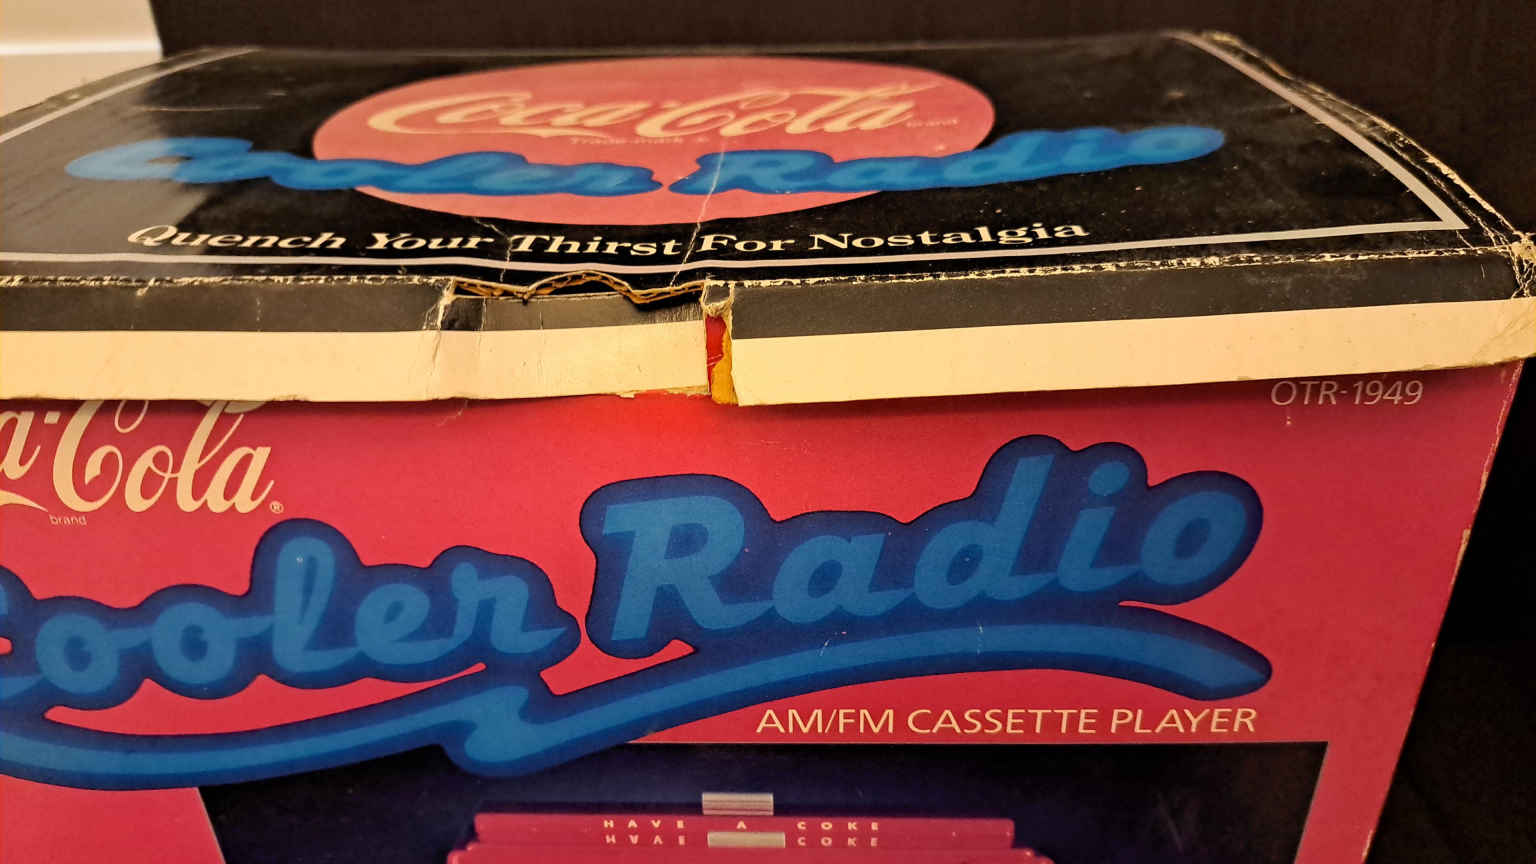 Coca-Cola
brand
Trade-mark ®
Cooler Radio
Quench Your Thirst For Nostalgia
OTR-1949
a-Cola®
brand
Cooler Radio
AM/FM CASSETTE PLAYER
HAVE A COKE
HAVE COKE